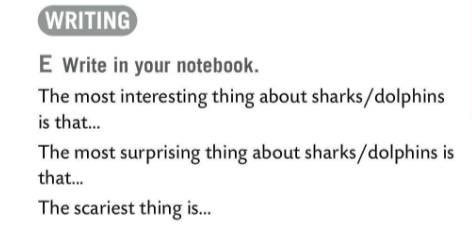 WRITING
E Write in your notebook.
The most interesting thing about sharks/dolphins
is that...
The most surprising thing about sharks/dolphins is
that...
The scariest thing is...